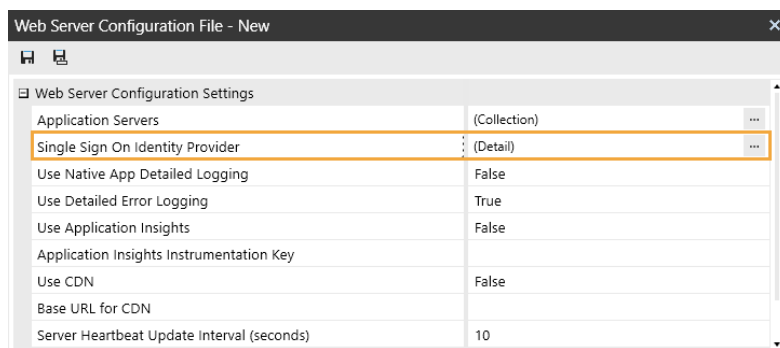 Web Server Configuration File - New
Web Server Configuration Settings
Application Servers (Collection) ...
Single Sign On Identity Provider (Detail) ...
Use Native App Detailed Logging False
Use Detailed Error Logging True
Use Application Insights False
Application Insights Instrumentation Key
Use CDN False
Base URL for CDN
Server Heartbeat Update Interval (seconds) 10